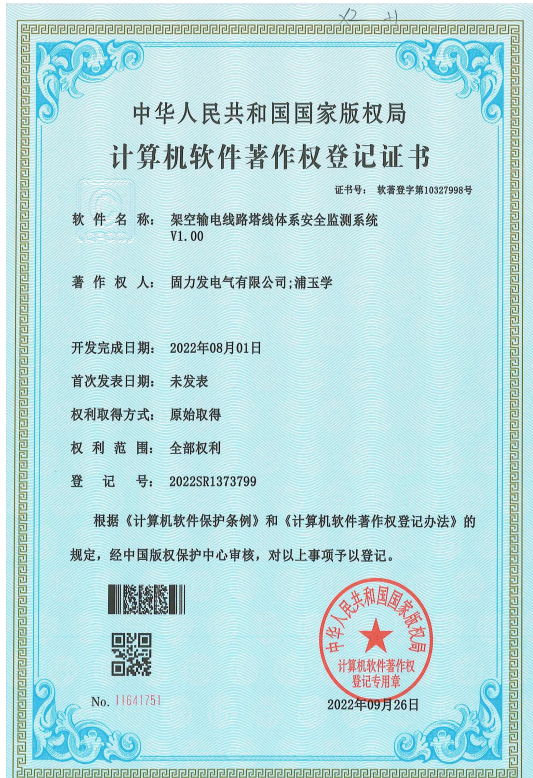 中华人民共和国国家版权局
计算机软件著作权登记证书
证书号： 软著登字第10327998号
软件名称： 架空输电线路塔线体系安全监测系统
V1.00
著作权人： 固力发电气有限公司;浦玉学
开发完成日期： 2022年08月01日
首次发表日期： 未发表
权利取得方式： 原始取得
权利范围： 全部权利
登记号： 2022SR1373799
根据《计算机软件保护条例》和《计算机软件著作权登记办法》的
规定，经中国版权保护中心审核，对以上事项予以登记。
中华人民共和国国家版权局
计算机软件著作权
登记专用章
No. 11641751
2022年09月26日